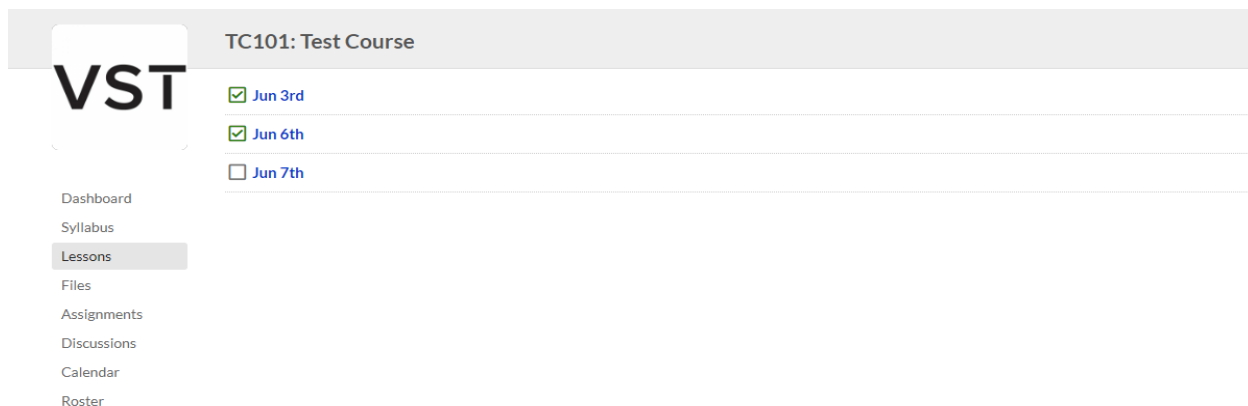 VST
TC101: Test Course
Jun 3rd
Jun 6th
Jun 7th
Dashboard
Syllabus
Lessons
Files
Assignments
Discussions
Calendar
Roster